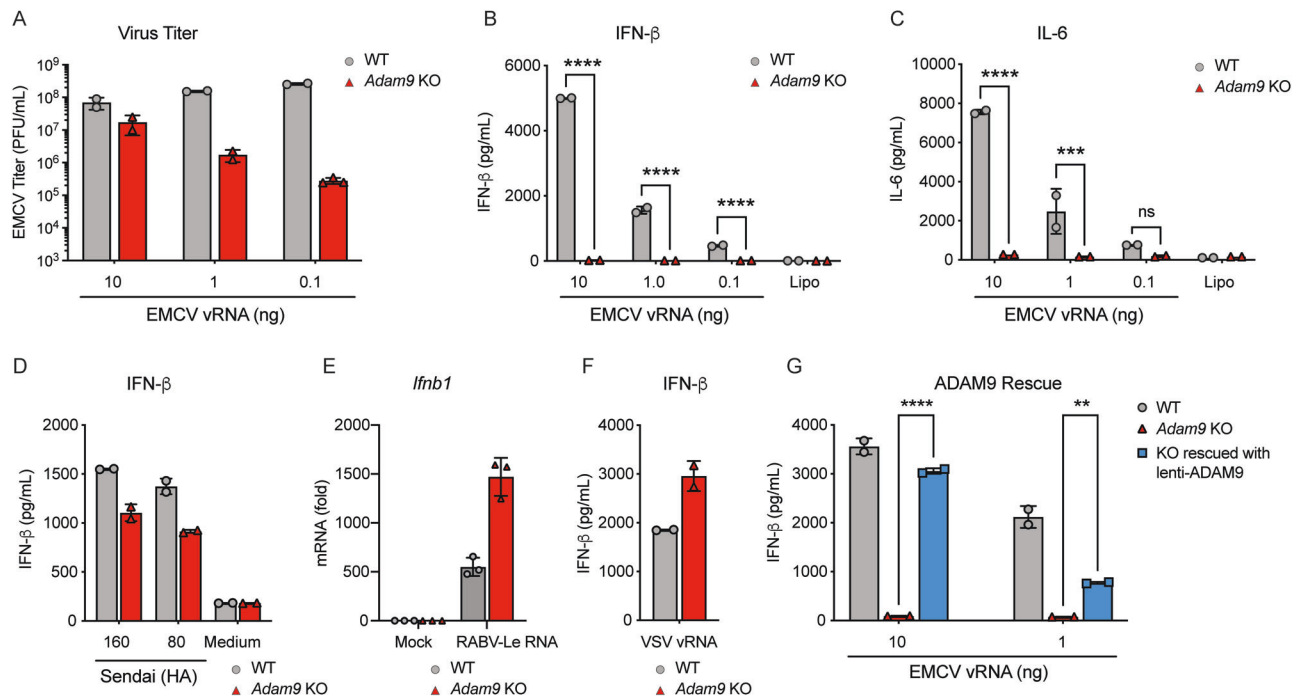 A
Virus Titer
WT
Adam9 KO
EMCV Titer (PFU/mL)
10⁹
10⁸
10⁷
10⁶
10⁵
10⁴
10³
10
1
0.1
EMCV vRNA (ng)
B
IFN-β
WT
Adam9 KO
IFN-β (pg/mL)
6000
4000
2000
0
****
****
****
10
1.0
0.1
Lipo
EMCV vRNA (ng)
C
IL-6
WT
Adam9 KO
IL-6 (pg/mL)
10000
8000
6000
4000
2000
0
****
***
ns
10
1
0.1
Lipo
EMCV vRNA (ng)
D
IFN-β
IFN-β (pg/mL)
2000
1500
1000
500
0
160
80
Medium
Sendai (HA)
WT
Adam9 KO
E
Ifnb1
mRNA (fold)
2000
1500
1000
500
0
Mock
RABV-Le RNA
WT
Adam9 KO
F
IFN-β
IFN-β (pg/mL)
4000
3000
2000
1000
0
VSV vRNA
WT
Adam9 KO
G
ADAM9 Rescue
WT
Adam9 KO
KO rescued with
lenti-ADAM9
IFN-β (pg/mL)
4000
3000
2000
1000
0
****
**
10
1
EMCV vRNA (ng)